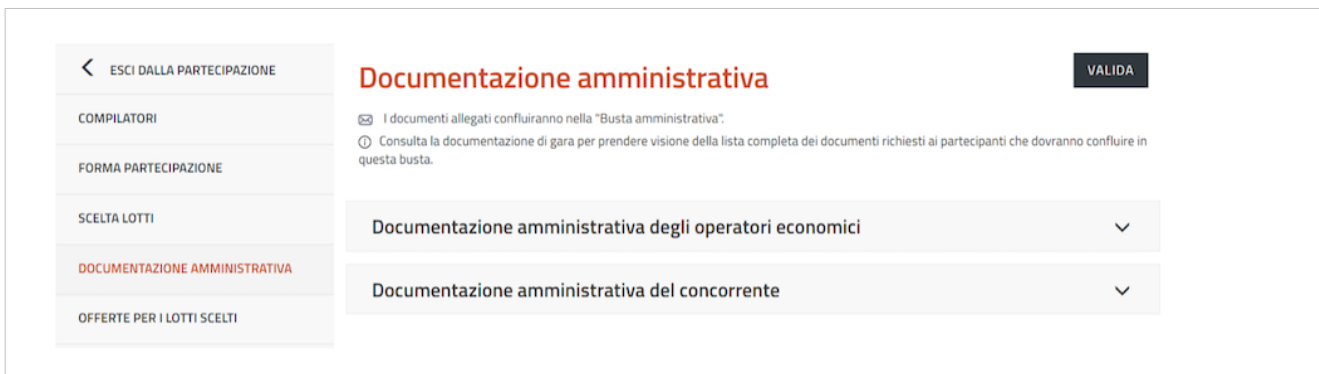 ESCI DALLA PARTECIPAZIONE
COMPILATORI
FORMA PARTECIPAZIONE
SCELTA LOTTI
DOCUMENTAZIONE AMMINISTRATIVA
OFFERTE PER I LOTTI SCELTI
Documentazione amministrativa
VALIDA
I documenti allegati confluiranno nella "Busta amministrativa".
Consulta la documentazione di gara per prendere visione della lista completa dei documenti richiesti ai partecipanti che dovranno confluire in
questa busta.
Documentazione amministrativa degli operatori economici
Documentazione amministrativa del concorrente